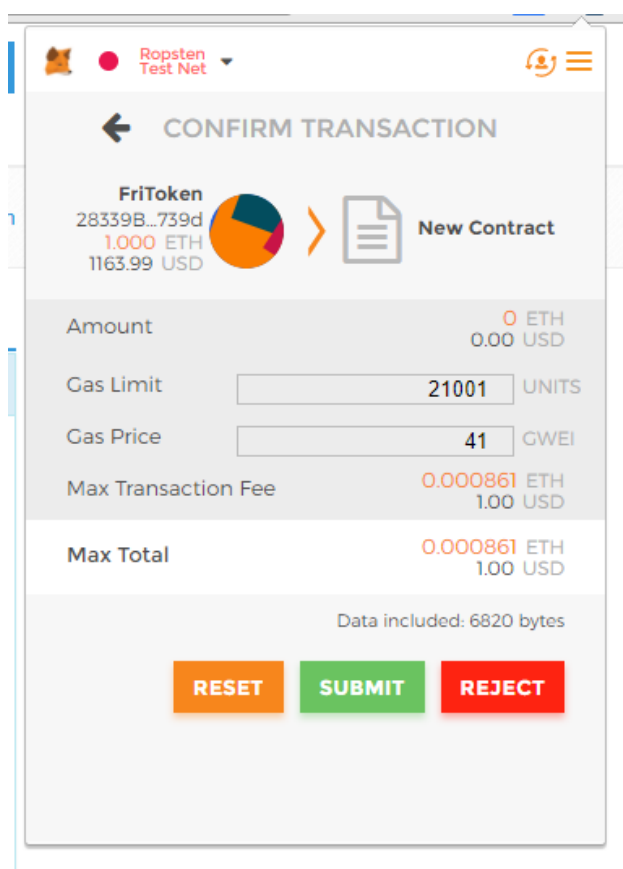 Ropsten
Test Net
CONFIRM TRANSACTION
FriToken
28339B...739d
1.000 ETH
1163.99 USD
New Contract
Amount
0 ETH
0.00 USD
Gas Limit
21001 UNITS
Gas Price
41 GWEI
Max Transaction Fee
0.000861 ETH
1.00 USD
Max Total
0.000861 ETH
1.00 USD
Data included: 6820 bytes
RESET SUBMIT REJECT